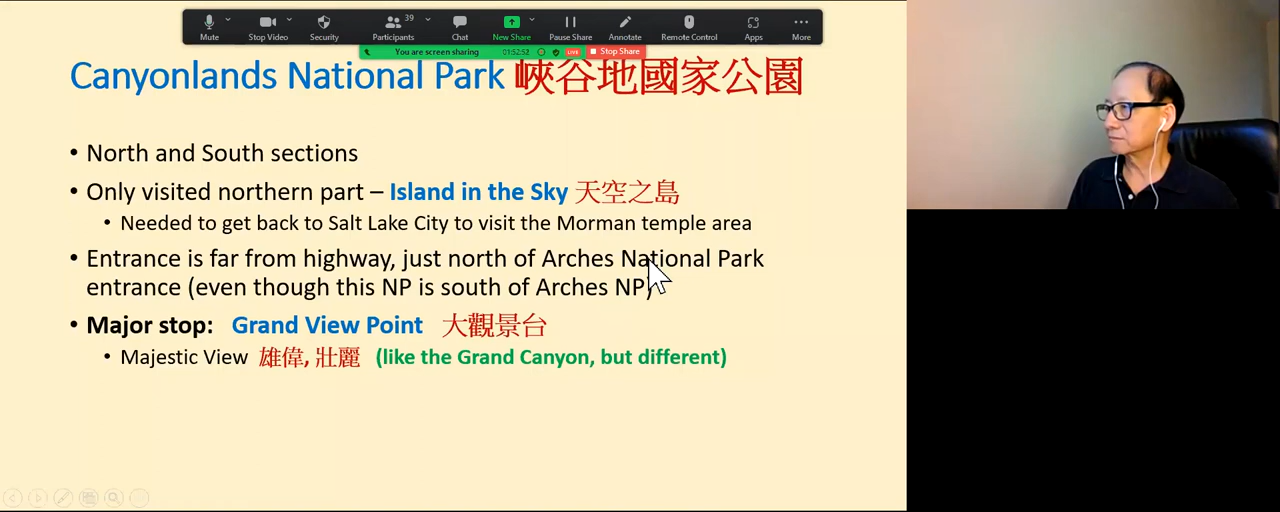 39
Mute
Stop Video
Security
Participants
Chat
New Share
Pause Share
Annotate
Remote Control
Apps
More
You are screen sharing
01:52:52
LIVE
Stop Share
Canyonlands National Park 峽谷地國家公園
• North and South sections
• Only visited northern part – Island in the Sky 天空之島
• Needed to get back to Salt Lake City to visit the Morman temple area
• Entrance is far from highway, just north of Arches National Park
entrance (even though this NP is south of Arches NP)
• Major stop: Grand View Point 大觀景台
• Majestic View 雄偉, 壯麗 (like the Grand Canyon, but different)